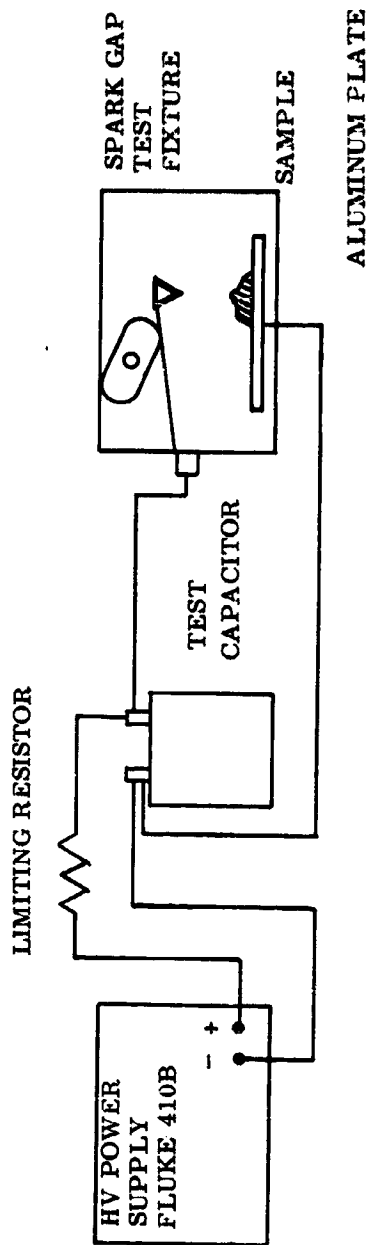 HV POWER
SUPPLY
FLUKE 410B
− +
LIMITING RESISTOR
TEST
CAPACITOR
SPARK GAP
TEST
FIXTURE
SAMPLE
ALUMINUM PLATE